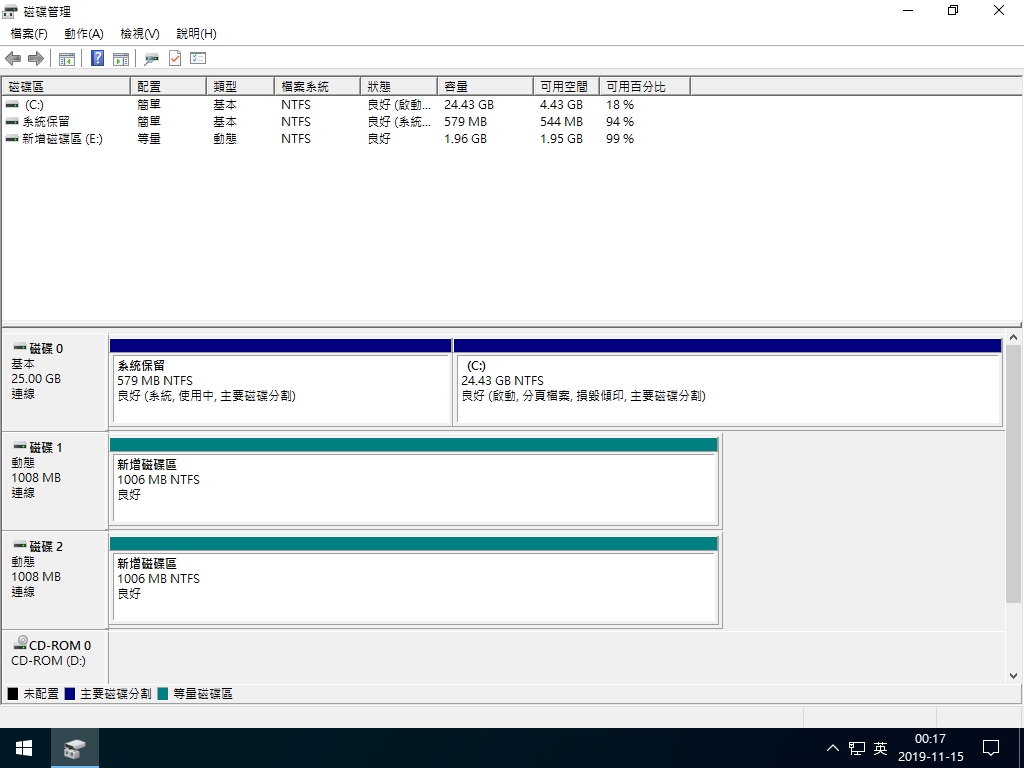 磁碟管理
檔案(F) 動作(A) 檢視(V) 說明(H)
磁碟區 配置 類型 檔案系統 狀態 容量 可用空間 可用百分比
(C:) 簡單 基本 NTFS 良好 (啟動... 24.43 GB 4.43 GB 18 %
系統保留 簡單 基本 NTFS 良好 (系統... 579 MB 544 MB 94 %
新增磁碟區 (E:) 等量 動態 NTFS 良好 1.96 GB 1.95 GB 99 %
磁碟 0
基本
25.00 GB
連線
系統保留
579 MB NTFS
良好 (系統, 使用中, 主要磁碟分割)
(C:)
24.43 GB NTFS
良好 (啟動, 分頁檔案, 損毀傾印, 主要磁碟分割)
磁碟 1
動態
1008 MB
連線
新增磁碟區
1006 MB NTFS
良好
磁碟 2
動態
1008 MB
連線
新增磁碟區
1006 MB NTFS
良好
CD-ROM 0
CD-ROM (D:)
未配置 主要磁碟分割 等量磁碟區
英
00:17
2019-11-15